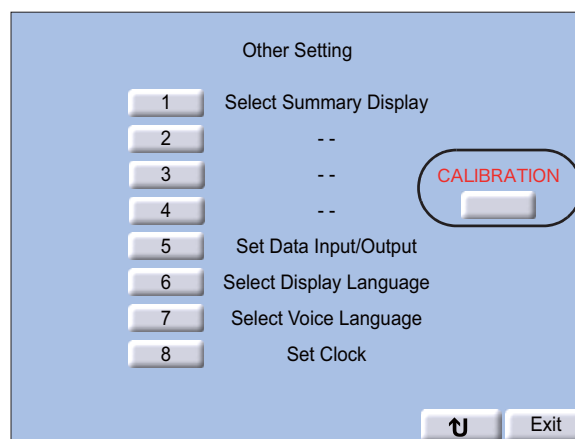 Other Setting
1 Select Summary Display
2 - -
3 - -
CALIBRATION
4 - -
5 Set Data Input/Output
6 Select Display Language
7 Select Voice Language
8 Set Clock
Exit